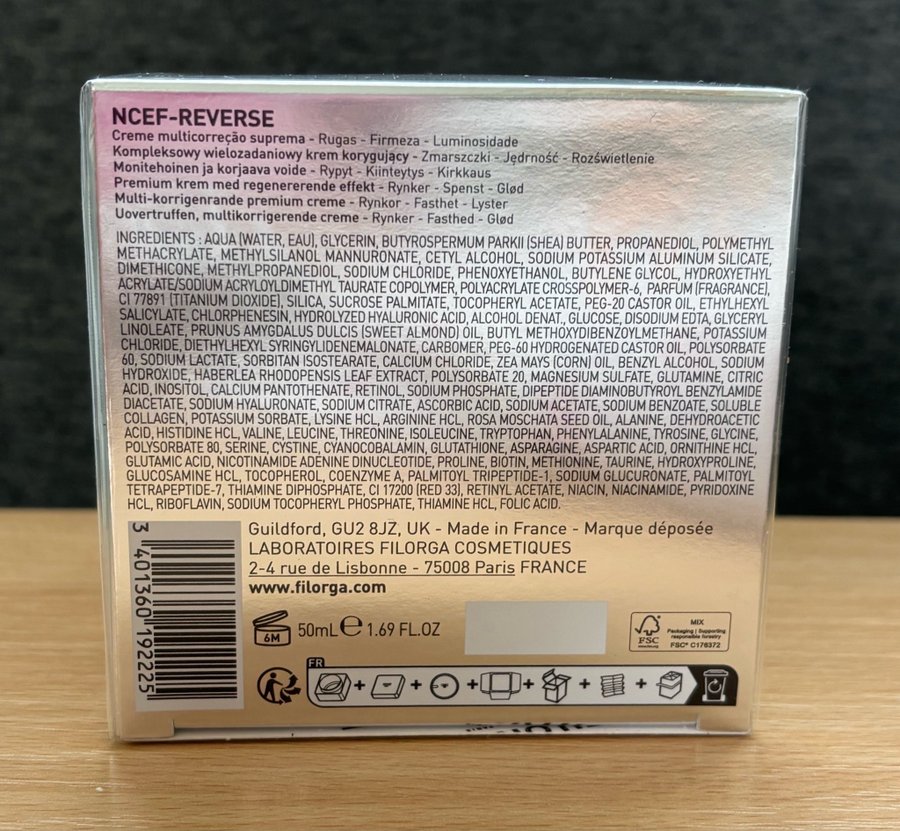 NCEF-REVERSE
Creme multicorreção suprema - Rugas - Firmeza - Luminosidade
Kompleksowy wielozadaniowy krem korygujący - Zmarszczki - Jędrność - Rozświetlenie
Monitehoinen ja korjaava voide - Rypyt - Kiinteytys - Kirkkaus
Premium krem med regenererende effekt - Rynker - Spenst - Glød
Multi-korrigenrande premium creme - Rynkor - Fasthet - Lyster
Uovertruffen, multikorrigerende creme - Rynker - Fasthed - Glød
INGREDIENTS : AQUA (WATER, EAU), GLYCERIN, BUTYROSPERMUM PARKII (SHEA) BUTTER, PROPANEDIOL, POLYMETHYL
METHACRYLATE, METHYLSILANOL MANNURONATE, CETYL ALCOHOL, SODIUM POTASSIUM ALUMINUM SILICATE,
DIMETHICONE, METHYLPROPANEDIOL, SODIUM CHLORIDE, PHENOXYETHANOL, BUTYLENE GLYCOL, HYDROXYETHYL
ACRYLATE/SODIUM ACRYLOYLDIMETHYL TAURATE COPOLYMER, POLYACRYLATE CROSSPOLYMER-6, PARFUM (FRAGRANCE),
CI 77891 (TITANIUM DIOXIDE), SILICA, SUCROSE PALMITATE, TOCOPHERYL ACETATE, PEG-20 CASTOR OIL, ETHYLHEXYL
SALICYLATE, CHLORPHENESIN, HYDROLYZED HYALURONIC ACID, ALCOHOL DENAT., GLUCOSE, DISODIUM EDTA, GLYCERYL
LINOLEATE, PRUNUS AMYGDALUS DULCIS (SWEET ALMOND) OIL, BUTYL METHOXYDIBENZOYLMETHANE, POTASSIUM
CHLORIDE, DIETHYLHEXYL SYRINGYLIDENEMALONATE, CARBOMER, PEG-60 HYDROGENATED CASTOR OIL, POLYSORBATE
60, SODIUM LACTATE, SORBITAN ISOSTEARATE, CALCIUM CHLORIDE, ZEA MAYS (CORN) OIL, BENZYL ALCOHOL, SODIUM
HYDROXIDE, HABERLEA RHODOPENSIS LEAF EXTRACT, POLYSORBATE 20, MAGNESIUM SULFATE, GLUTAMINE, CITRIC
ACID, INOSITOL, CALCIUM PANTOTHENATE, RETINOL, SODIUM PHOSPHATE, DIPEPTIDE DIAMINOBUTYROYL BENZYLAMIDE
DIACETATE, SODIUM HYALURONATE, SODIUM CITRATE, ASCORBIC ACID, SODIUM ACETATE, SODIUM BENZOATE, SOLUBLE
COLLAGEN, POTASSIUM SORBATE, LYSINE HCL, ARGININE HCL, ROSA MOSCHATA SEED OIL, ALANINE, DEHYDROACETIC
ACID, HISTIDINE HCL, VALINE, LEUCINE, THREONINE, ISOLEUCINE, TRYPTOPHAN, PHENYLALANINE, TYROSINE, GLYCINE,
POLYSORBATE 80, SERINE, CYSTINE, CYANOCOBALAMIN, GLUTATHIONE, ASPARAGINE, ASPARTIC ACID, ORNITHINE HCL,
GLUTAMIC ACID, NICOTINAMIDE ADENINE DINUCLEOTIDE, PROLINE, BIOTIN, METHIONINE, TAURINE, HYDROXYPROLINE,
GLUCOSAMINE HCL, TOCOPHEROL, COENZYME A, PALMITOYL TRIPEPTIDE-1, SODIUM GLUCURONATE, PALMITOYL
TETRAPEPTIDE-7, THIAMINE DIPHOSPHATE, CI 17200 (RED 33), RETINYL ACETATE, NIACIN, NIACINAMIDE, PYRIDOXINE
HCL, RIBOFLAVIN, SODIUM TOCOPHERYL PHOSPHATE, THIAMINE HCL, FOLIC ACID.
3 401360 192225
Guildford, GU2 8JZ, UK - Made in France - Marque déposée
LABORATOIRES FILORGA COSMETIQUES
2-4 rue de Lisbonne - 75008 Paris FRANCE
www.filorga.com
6M
50mL ℮ 1.69 FL.OZ
FSC
www.fsc.org
MIX
Packaging | Supporting
responsible forestry
FSC® C176372
FR
+ + + + + +